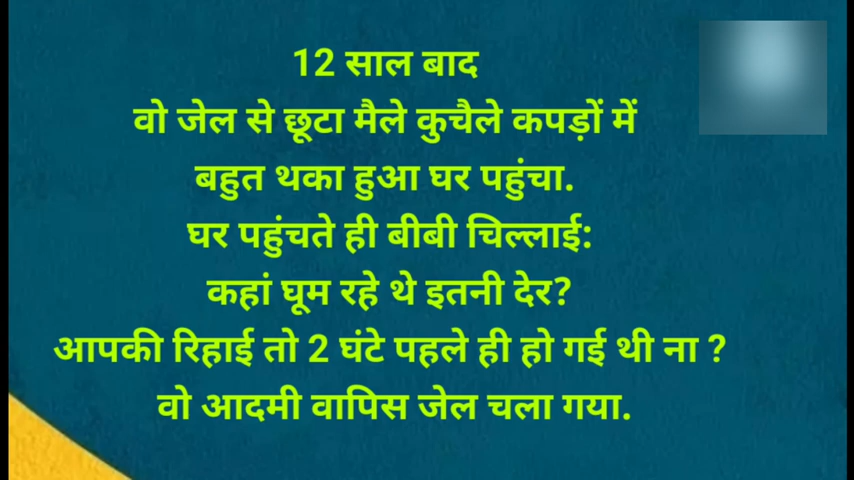 12 साल बाद
वो जेल से छूटा मैले कुचैले कपड़ों में
बहुत थका हुआ घर पहुंचा.
घर पहुंचते ही बीबी चिल्लाई:
कहां घूम रहे थे इतनी देर?
आपकी रिहाई तो 2 घंटे पहले ही हो गई थी ना ?
वो आदमी वापिस जेल चला गया.